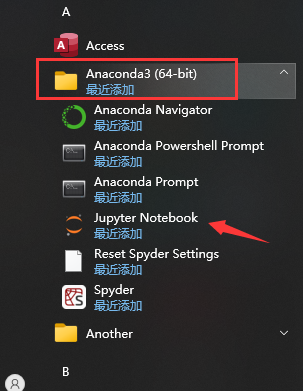 A
Access
Anaconda3 (64-bit)
最近添加
Anaconda Navigator
最近添加
Anaconda Powershell Prompt
最近添加
Anaconda Prompt
最近添加
Jupyter Notebook
最近添加
Reset Spyder Settings
最近添加
Spyder
最近添加
Another
B